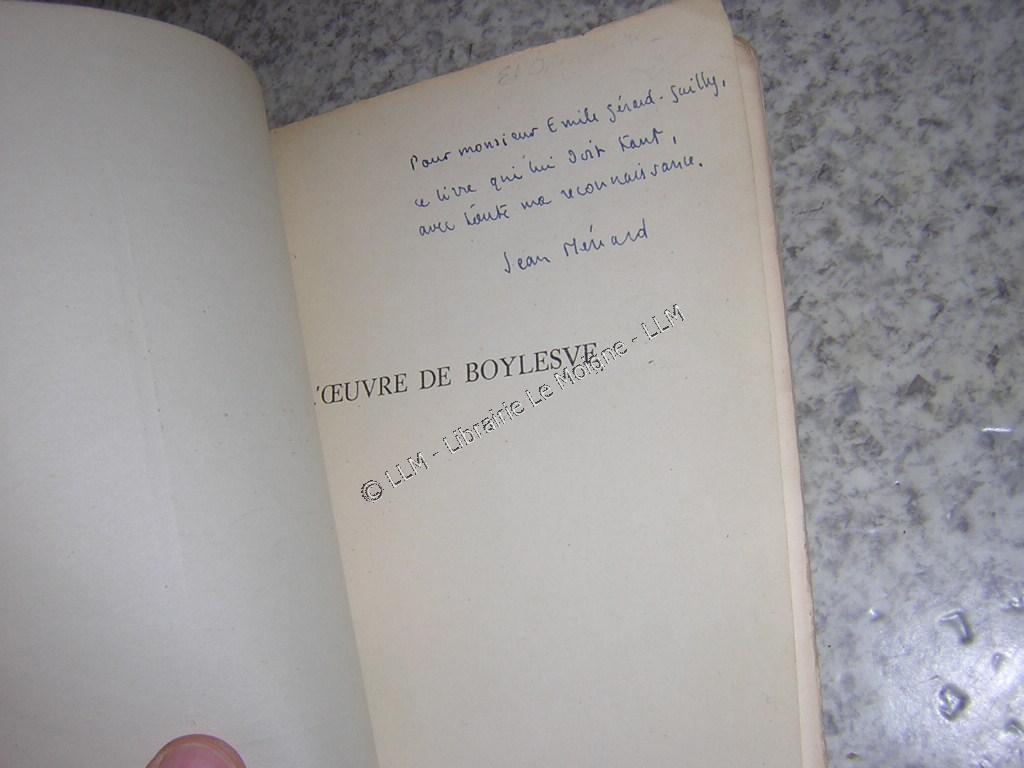 Pour monsieur Emile Gérard-Gailly,
ce livre qui lui doit tant,
avec toute ma reconnaissance.
Jean Ménard
L'ŒUVRE DE BOYLESVE
© LLM - Librairie Le Moigne - LLM